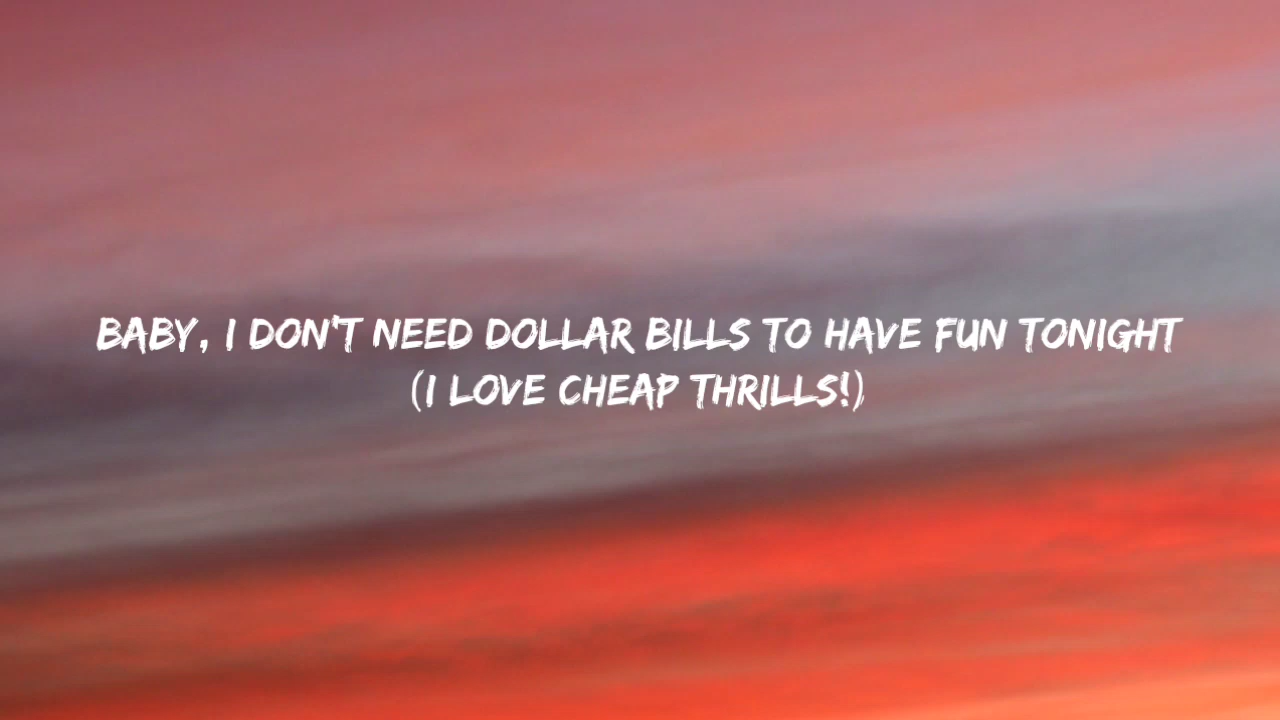 BABY, I DON'T NEED DOLLAR BILLS TO HAVE FUN TONIGHT
(I LOVE CHEAP THRILLS!)